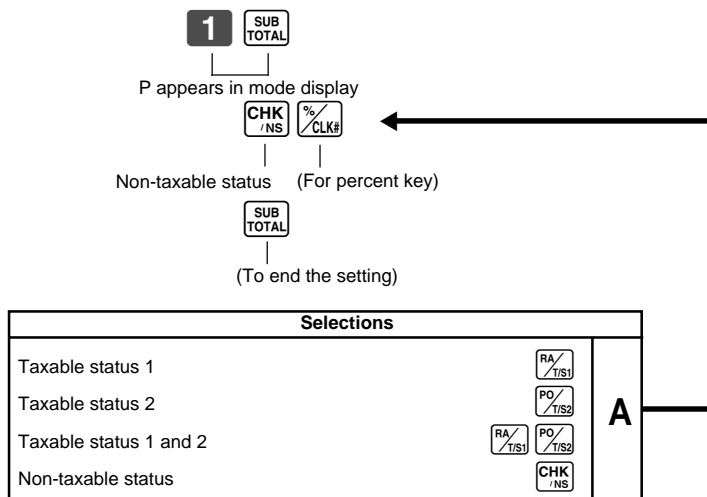 1 SUB TOTAL
P appears in mode display
CHK /NS %/CLK#
Non-taxable status (For percent key)
SUB TOTAL
(To end the setting)
Selections
Taxable status 1 RA/T/S1
Taxable status 2 PO/T/S2
Taxable status 1 and 2 RA/T/S1 PO/T/S2
A
Non-taxable status CHK /NS